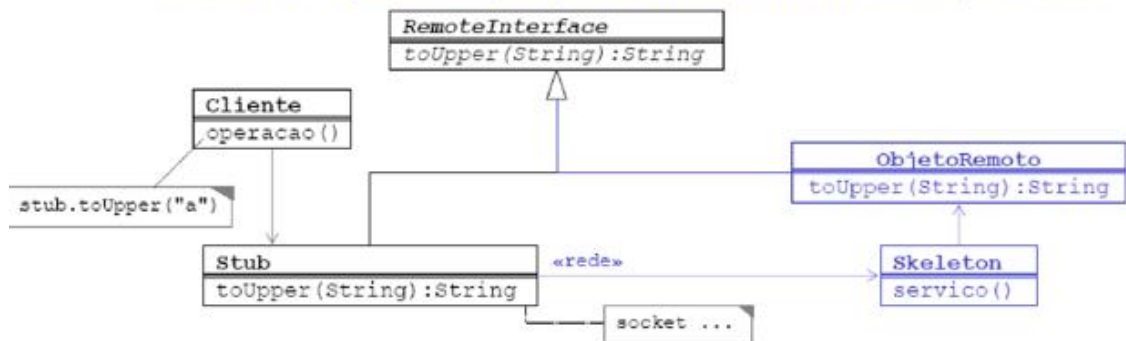 RemoteInterface
toUpper(String):String
Cliente
operacao()
ObjetoRemoto
toUpper(String):String
stub.toUpper("a")
Stub
toUpper(String):String
«rede»
Skeleton
servico()
socket ...